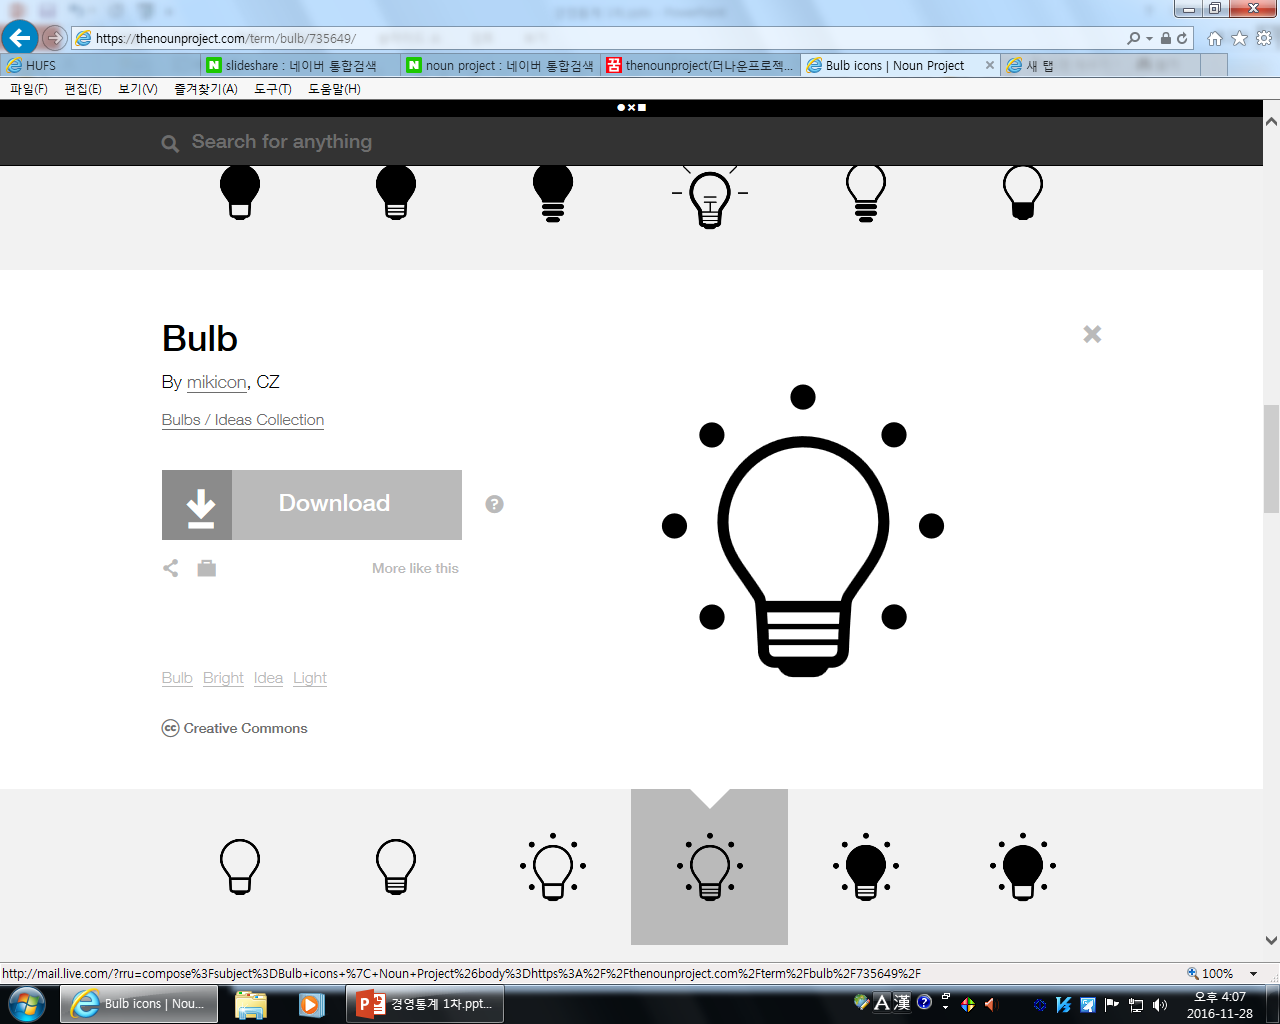 https://thenounproject.com/term/bulb/735649/
HUFS
slideshare : 네이버 통합검색
noun project : 네이버 통합검색
thenounproject(더나운프로젝...
Bulb icons | Noun Project
새 탭
파일(F) 편집(E) 보기(V) 즐겨찾기(A) 도구(T) 도움말(H)
Search for anything
Bulb
By mikicon, CZ
Bulbs / Ideas Collection
Download
?
More like this
Bulb Bright Idea Light
cc Creative Commons
http://mail.live.com/?rru=compose%3Fsubject%3DBulb+icons+%7C+Noun+Project%26body%3Dhttps%3A%2F%2Fthenounproject.com%2Fterm%2Fbulb%2F735649%2F
100%
Bulb icons | Nou...
경영통계 1차.ppt...
A 漢
오후 4:07
2016-11-28